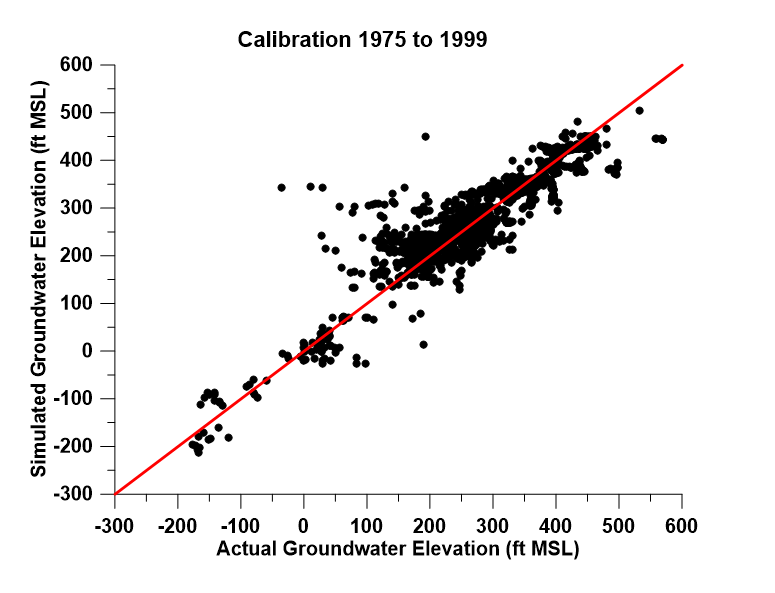 Calibration 1975 to 1999
Simulated Groundwater Elevation (ft MSL)
600
500
400
300
200
100
0
-100
-200
-300
-300 -200 -100 0 100 200 300 400 500 600
Actual Groundwater Elevation (ft MSL)